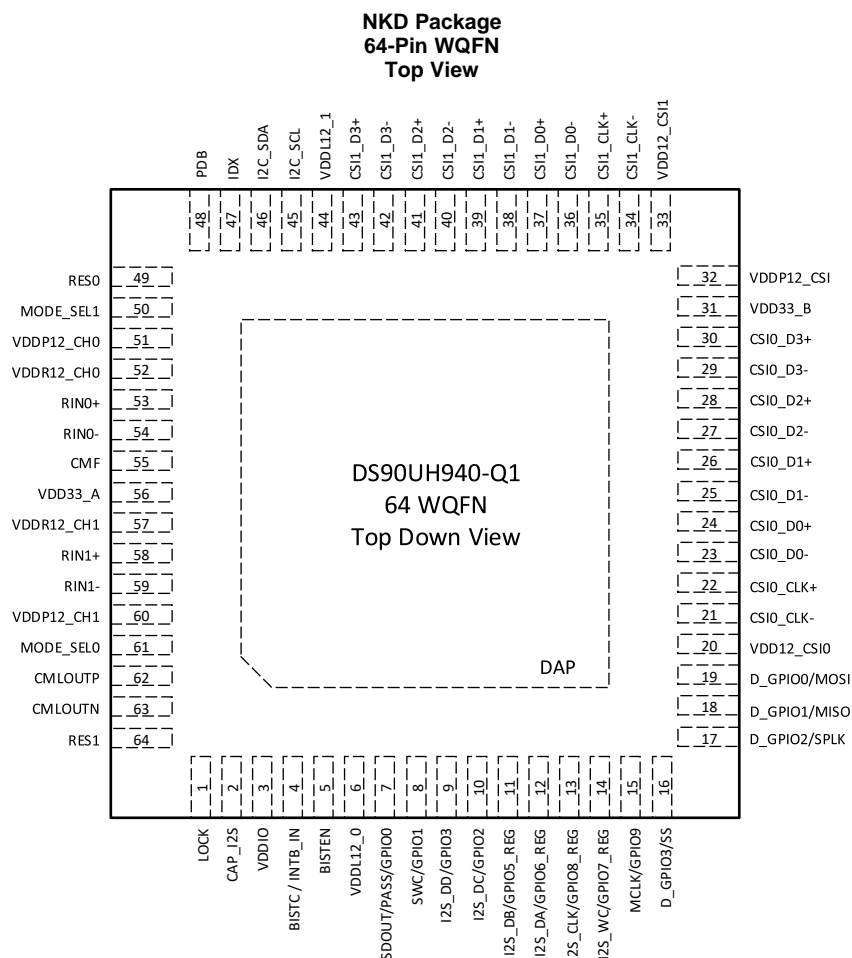 NKD Package
64-Pin WQFN
Top View
PDB
IDX
I2C_SDA
I2C_SCL
VDDL12_1
CSI1_D3+
CSI1_D3-
CSI1_D2+
CSI1_D2-
CSI1_D1+
CSI1_D1-
CSI1_D0+
CSI1_D0-
CSI1_CLK+
CSI1_CLK-
VDD12_CSI1
48
47
46
45
44
43
42
41
40
39
38
37
36
35
34
33
RES0 49
MODE_SEL1 50
VDDP12_CH0 51
VDDR12_CH0 52
RIN0+ 53
RIN0- 54
CMF 55
VDD33_A 56
VDDR12_CH1 57
RIN1+ 58
RIN1- 59
VDDP12_CH1 60
MODE_SEL0 61
CMLOUTP 62
CMLOUTN 63
RES1 64
DS90UH940-Q1
64 WQFN
Top Down View
DAP
32 VDDP12_CSI
31 VDD33_B
30 CSI0_D3+
29 CSI0_D3-
28 CSI0_D2+
27 CSI0_D2-
26 CSI0_D1+
25 CSI0_D1-
24 CSI0_D0+
23 CSI0_D0-
22 CSI0_CLK+
21 CSI0_CLK-
20 VDD12_CSI0
19 D_GPIO0/MOSI
18 D_GPIO1/MISO
17 D_GPIO2/SPLK
1
2
3
4
5
6
7
8
9
10
11
12
13
14
15
16
LOCK
CAP_I2S
VDDIO
BISTC / INTB_IN
BISTEN
VDDL12_0
SDOUT/PASS/GPIO0
SWC/GPIO1
I2S_DD/GPIO3
I2S_DC/GPIO2
I2S_DB/GPIO5_REG
I2S_DA/GPIO6_REG
2S_CLK/GPIO8_REG
I2S_WC/GPIO7_REG
MCLK/GPIO9
D_GPIO3/SS